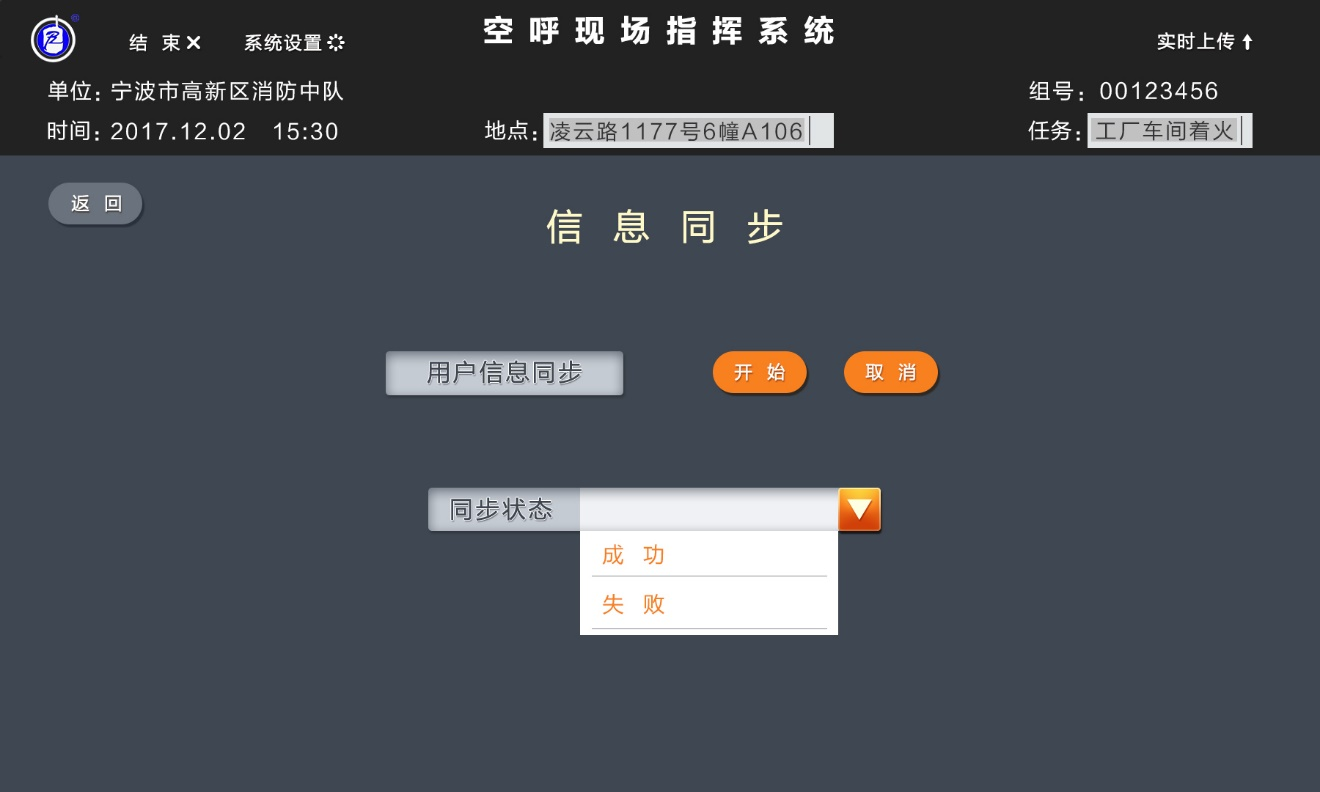 结 束 系统设置 空呼现场指挥系统 实时上传
单位：宁波市高新区消防中队 组号：00123456
时间：2017.12.02 15:30 地点：凌云路1177号6幢A106 任务：工厂车间着火
返 回
信息同步
用户信息同步 开 始 取 消
同步状态
成 功
失 败